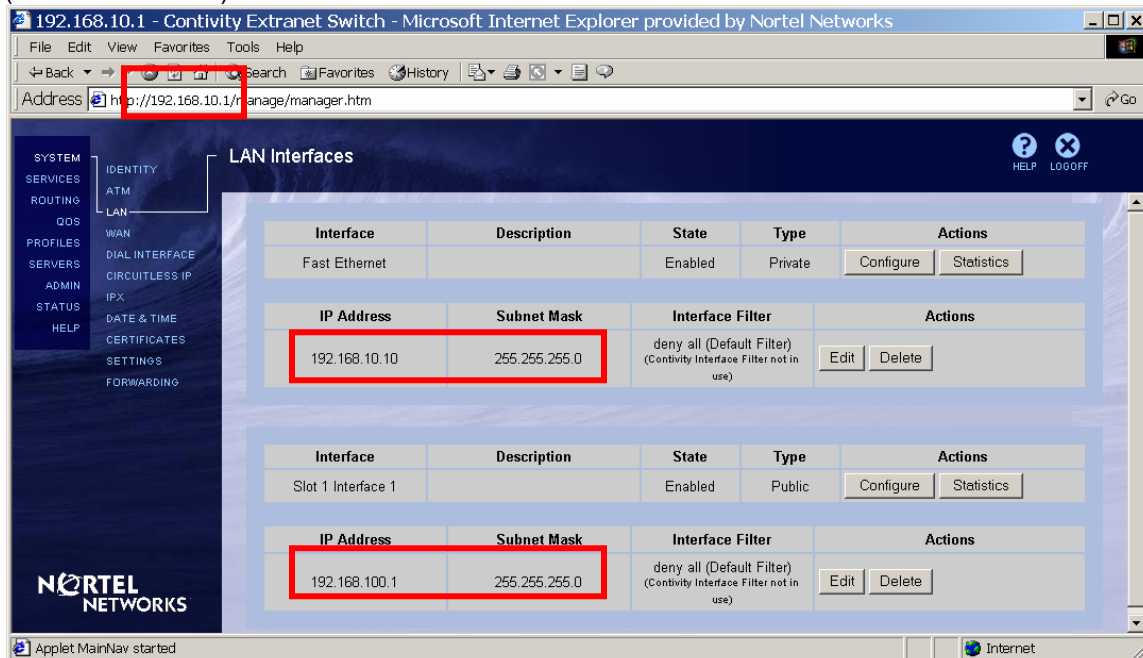 192.168.10.1 - Contivity Extranet Switch - Microsoft Internet Explorer provided by Nortel Networks
File Edit View Favorites Tools Help
Back Search Favorites History
Address http://192.168.10.1/manage/manager.htm Go
LAN Interfaces
HELP LOGOFF
SYSTEM
SERVICES
ROUTING
QOS
PROFILES
SERVERS
ADMIN
STATUS
HELP
IDENTITY
ATM
LAN
WAN
DIAL INTERFACE
CIRCUITLESS IP
IPX
DATE & TIME
CERTIFICATES
SETTINGS
FORWARDING
Interface Description State Type Actions
Fast Ethernet Enabled Private Configure Statistics
IP Address Subnet Mask Interface Filter Actions
192.168.10.10 255.255.255.0 deny all (Default Filter) Edit Delete
(Contivity Interface Filter not in
use)
Interface Description State Type Actions
Slot 1 Interface 1 Enabled Public Configure Statistics
IP Address Subnet Mask Interface Filter Actions
192.168.100.1 255.255.255.0 deny all (Default Filter) Edit Delete
(Contivity Interface Filter not in
use)
NORTEL
NETWORKS
Applet MainNav started Internet